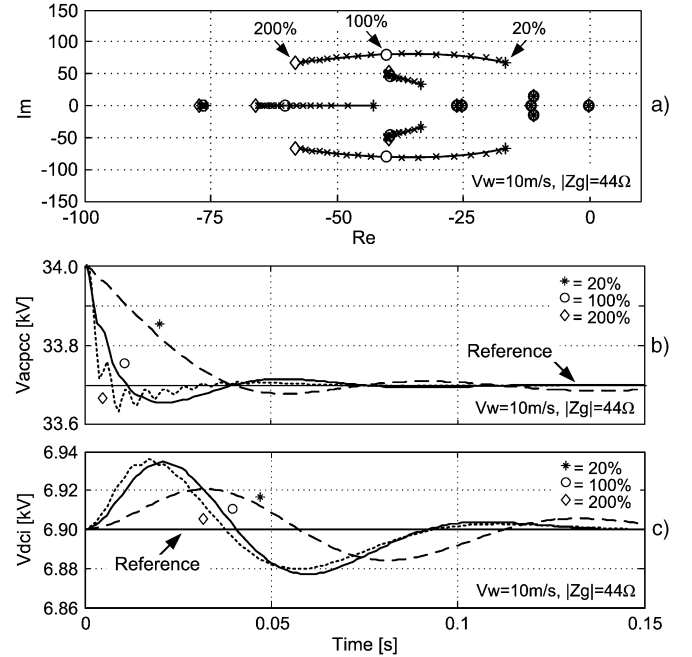 150
100
50
0
-50
-100
-150
Im
200%
100%
20%
a)
Vw=10m/s, |Zg|=44Ω
-100
-75
-50
-25
0
Re
34.0
33.8
33.6
Vacpcc [kV]
* = 20%
○ = 100%
◇ = 200%
Reference
b)
Vw=10m/s, |Zg|=44Ω
6.94
6.92
6.90
6.88
6.86
Vdci [kV]
* = 20%
○ = 100%
◇ = 200%
Reference
c)
Vw=10m/s, |Zg|=44Ω
0
0.05
0.1
0.15
Time [s]